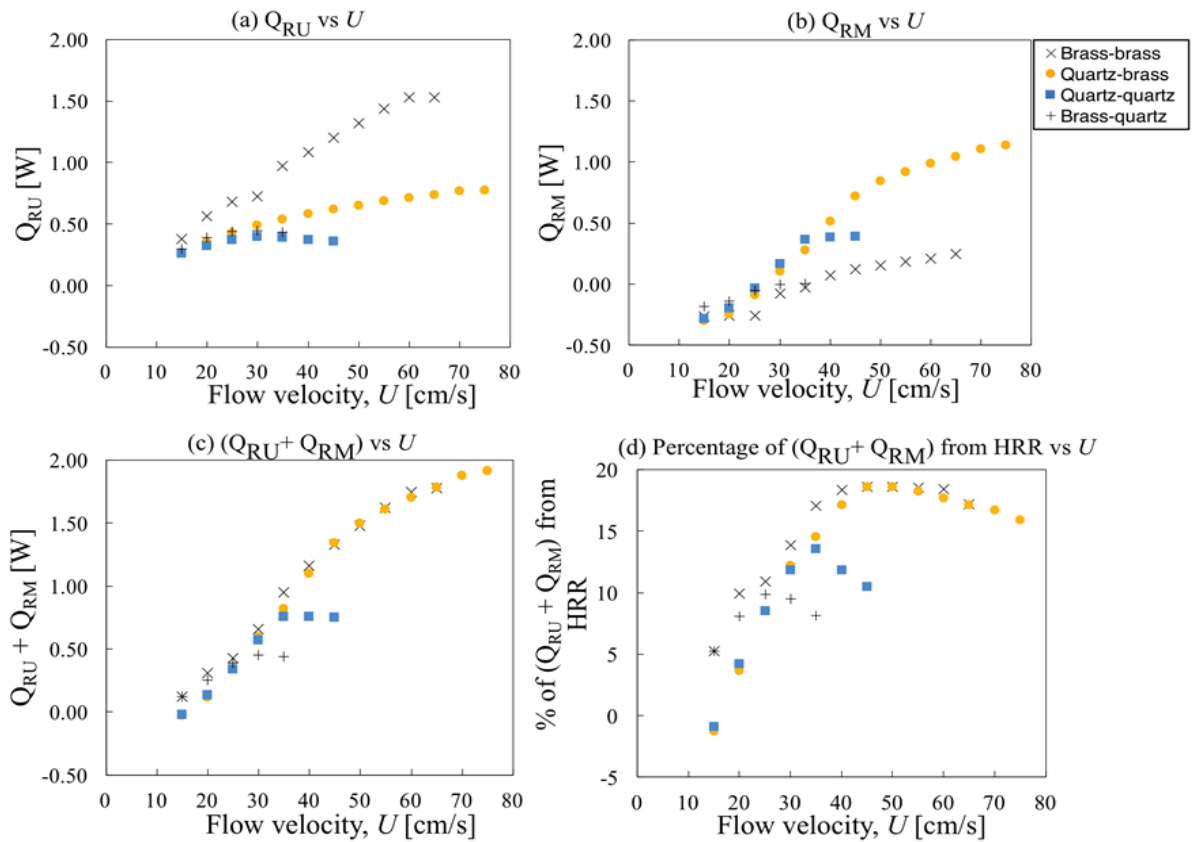 (a) QRU vs U
2.00
1.50
1.00
0.50
0.00
-0.50
QRU [W]
0 10 20 30 40 50 60 70 80
Flow velocity, U [cm/s]
(b) QRM vs U
2.00
1.50
1.00
0.50
0.00
-0.50
QRM [W]
0 10 20 30 40 50 60 70 80
Flow velocity, U [cm/s]
Brass-brass
Quartz-brass
Quartz-quartz
Brass-quartz
(c) (QRU+ QRM) vs U
2.00
1.50
1.00
0.50
0.00
-0.50
QRU + QRM [W]
0 10 20 30 40 50 60 70 80
Flow velocity, U [cm/s]
(d) Percentage of (QRU+ QRM) from HRR vs U
20
15
10
5
0
-5
% of (QRU + QRM) from
HRR
0 10 20 30 40 50 60 70 80
Flow velocity, U [cm/s]